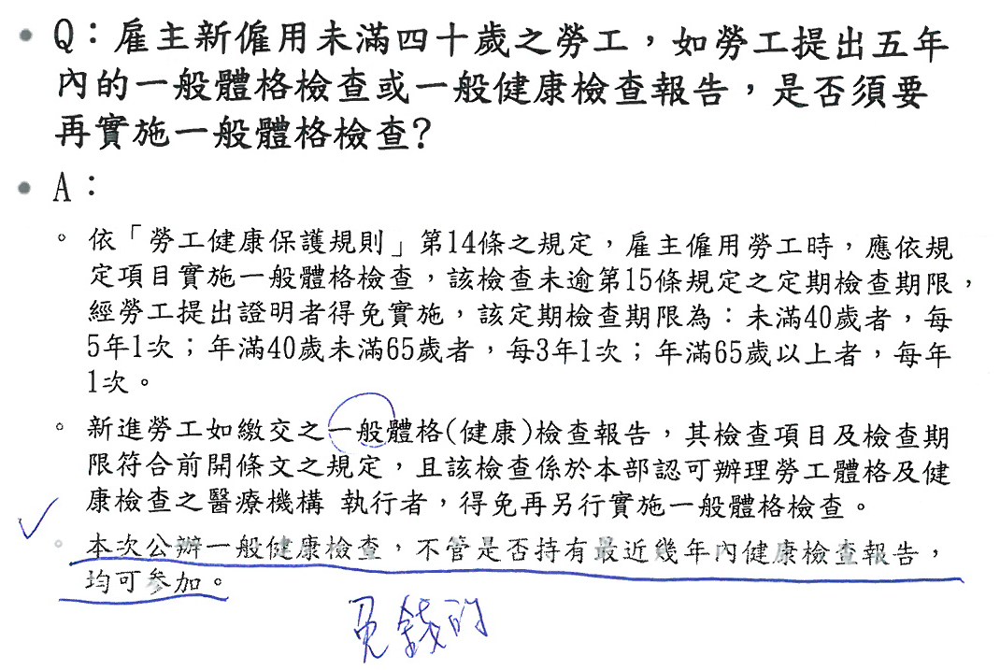 • Q：雇主新僱用未滿四十歲之勞工，如勞工提出五年
內的一般體格檢查或一般健康檢查報告，是否須要
再實施一般體格檢查?
• A：
◦ 依「勞工健康保護規則」第14條之規定，雇主僱用勞工時，應依規
定項目實施一般體格檢查，該檢查未逾第15條規定之定期檢查期限，
經勞工提出證明者得免實施，該定期檢查期限為：未滿40歲者，每
5年1次；年滿40歲未滿65歲者，每3年1次；年滿65歲以上者，每年
1次。
◦ 新進勞工如繳交之一般體格(健康)檢查報告，其檢查項目及檢查期
限符合前開條文之規定，且該檢查係於本部認可辦理勞工體格及健
康檢查之醫療機構 執行者，得免再另行實施一般體格檢查。
◦ 本次公辦一般健康檢查，不管是否持有最近幾年內健康檢查報告，
均可參加。
免錢的